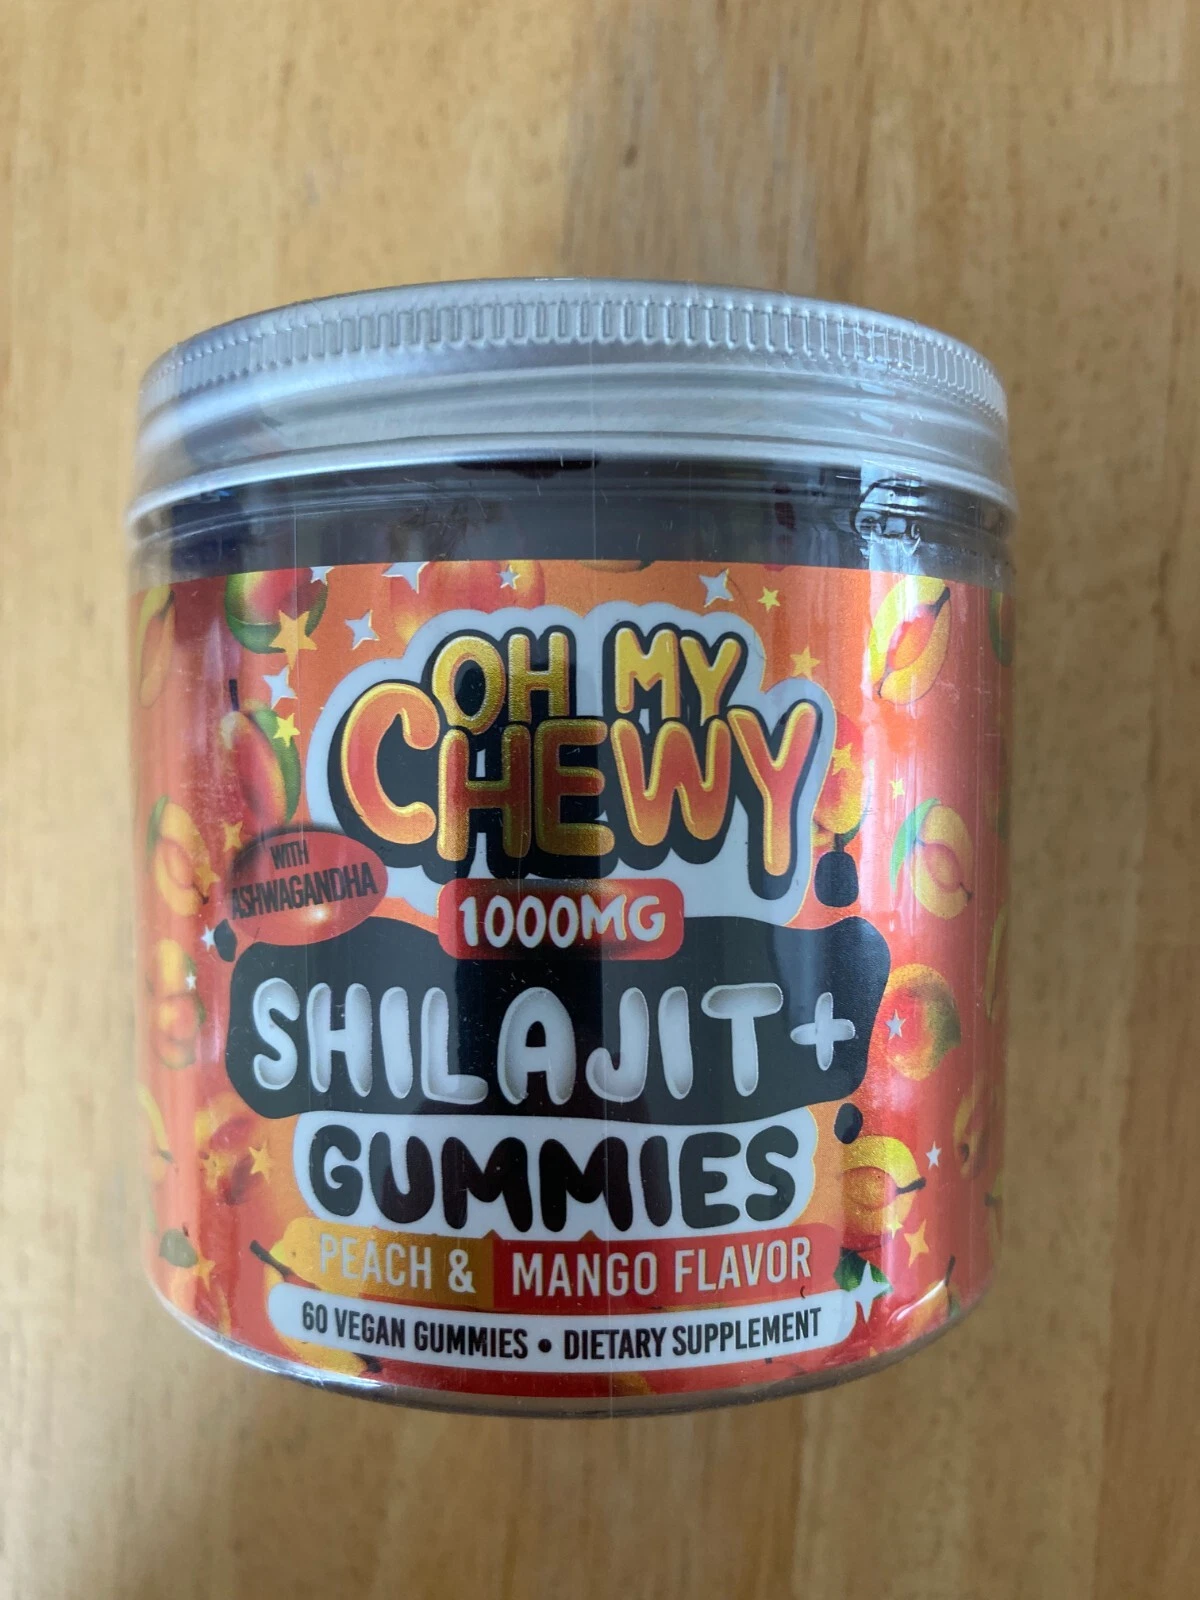 OH MY
CHEWY
WITH
ASHWAGANDHA
1000MG
SHILAJIT+
GUMMIES
PEACH & MANGO FLAVOR
60 VEGAN GUMMIES • DIETARY SUPPLEMENT